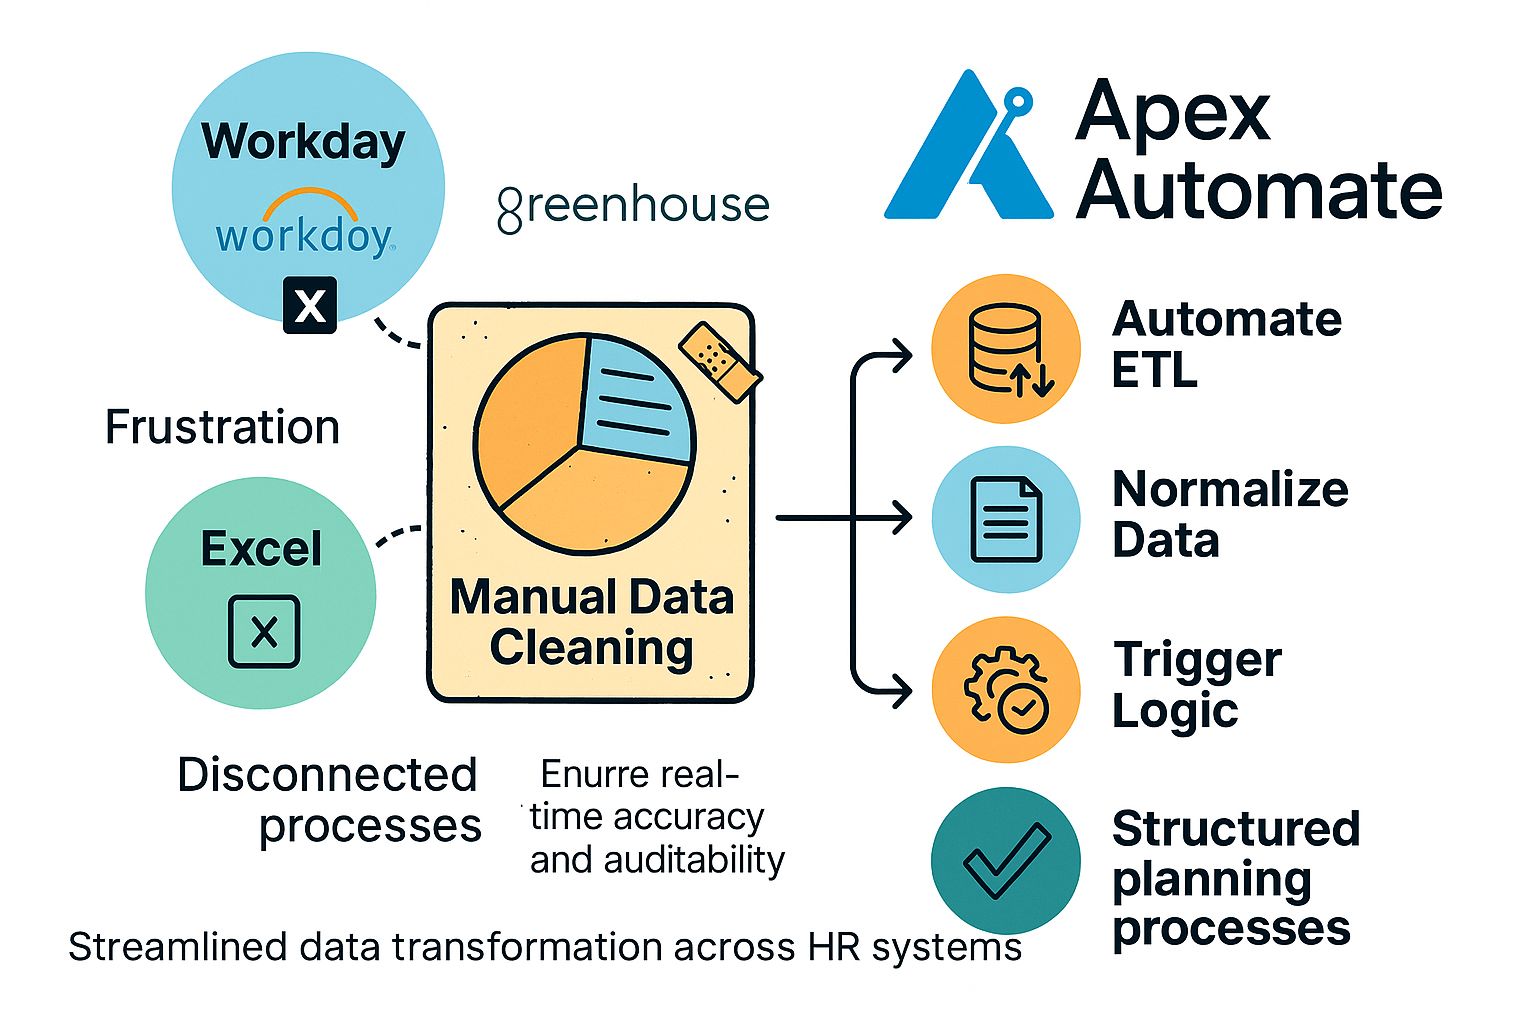 Workday
workdoy
X
greenhouse
Apex
Automate
Frustration
Excel
X
Manual Data
Cleaning
Automate
ETL
Normalize
Data
Trigger
Logic
Structured
planning
processes
Disconnected
processes
Enurre real-
time accuracy
and auditability
Streamlined data transformation across HR systems